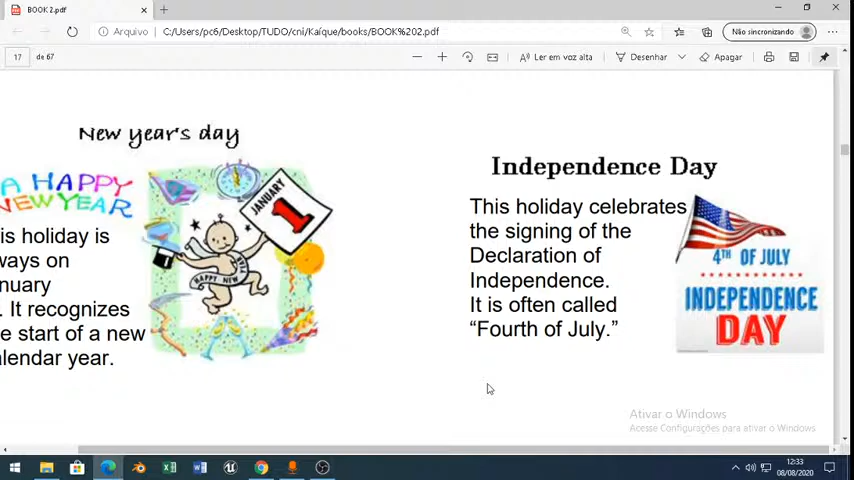 BOOK 2.pdf
Arquivo
C:/Users/pc6/Desktop/TUDO/cni/Kaíque/books/BOOK%202.pdf
Não sincronizando
17 de 67
Ler em voz alta
Desenhar
Apagar
New year's day
A HAPPY
NEW YEAR
JANUARY
1
HAPPY NEW YEAR
is holiday is
ways on
nuary
. It recognizes
e start of a new
alendar year.
Independence Day
This holiday celebrates
the signing of the
Declaration of
Independence.
It is often called
“Fourth of July.”
4TH OF JULY
INDEPENDENCE
DAY
Ativar o Windows
Acesse Configurações para ativar o Windows.
12:33
08/08/2020